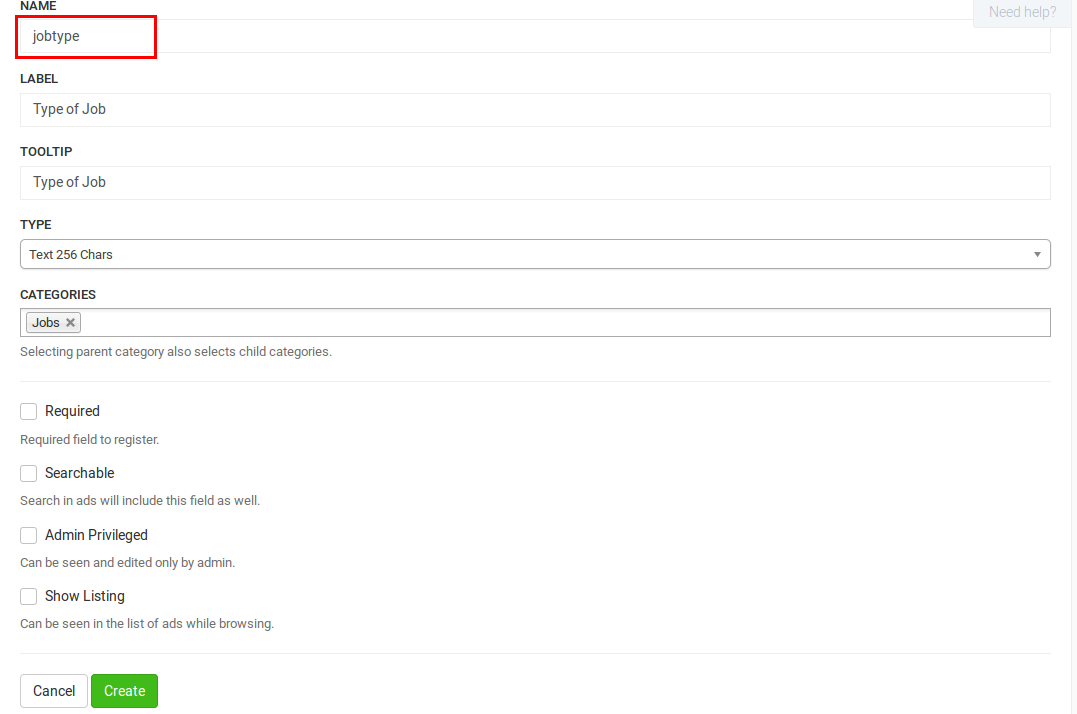 NAME
Need help?
jobtype
LABEL
Type of Job
TOOLTIP
Type of Job
TYPE
Text 256 Chars
CATEGORIES
Jobs
Selecting parent category also selects child categories.
Required
Required field to register.
Searchable
Search in ads will include this field as well.
Admin Privileged
Can be seen and edited only by admin.
Show Listing
Can be seen in the list of ads while browsing.
Cancel Create